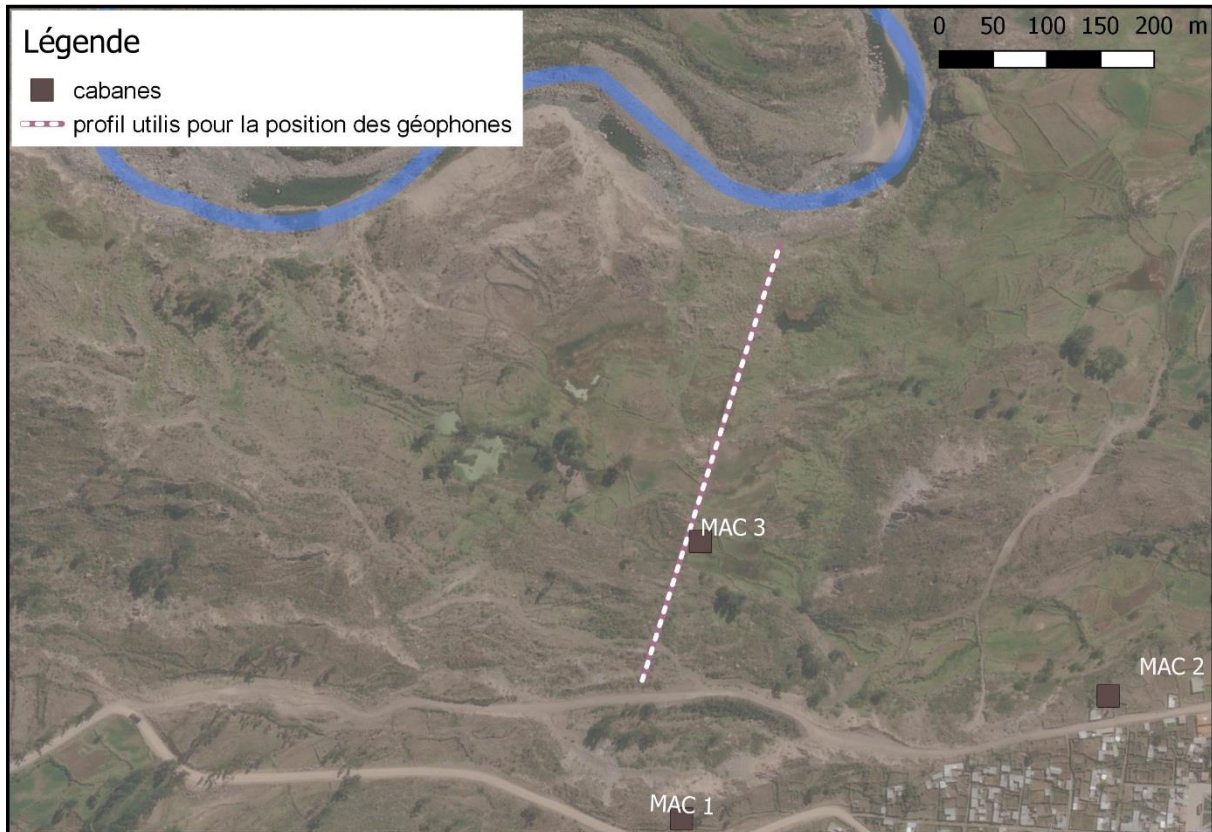 Légende
cabanes
profil utilis pour la position des géophones
0 50 100 150 200 m
MAC 3
MAC 2
MAC 1